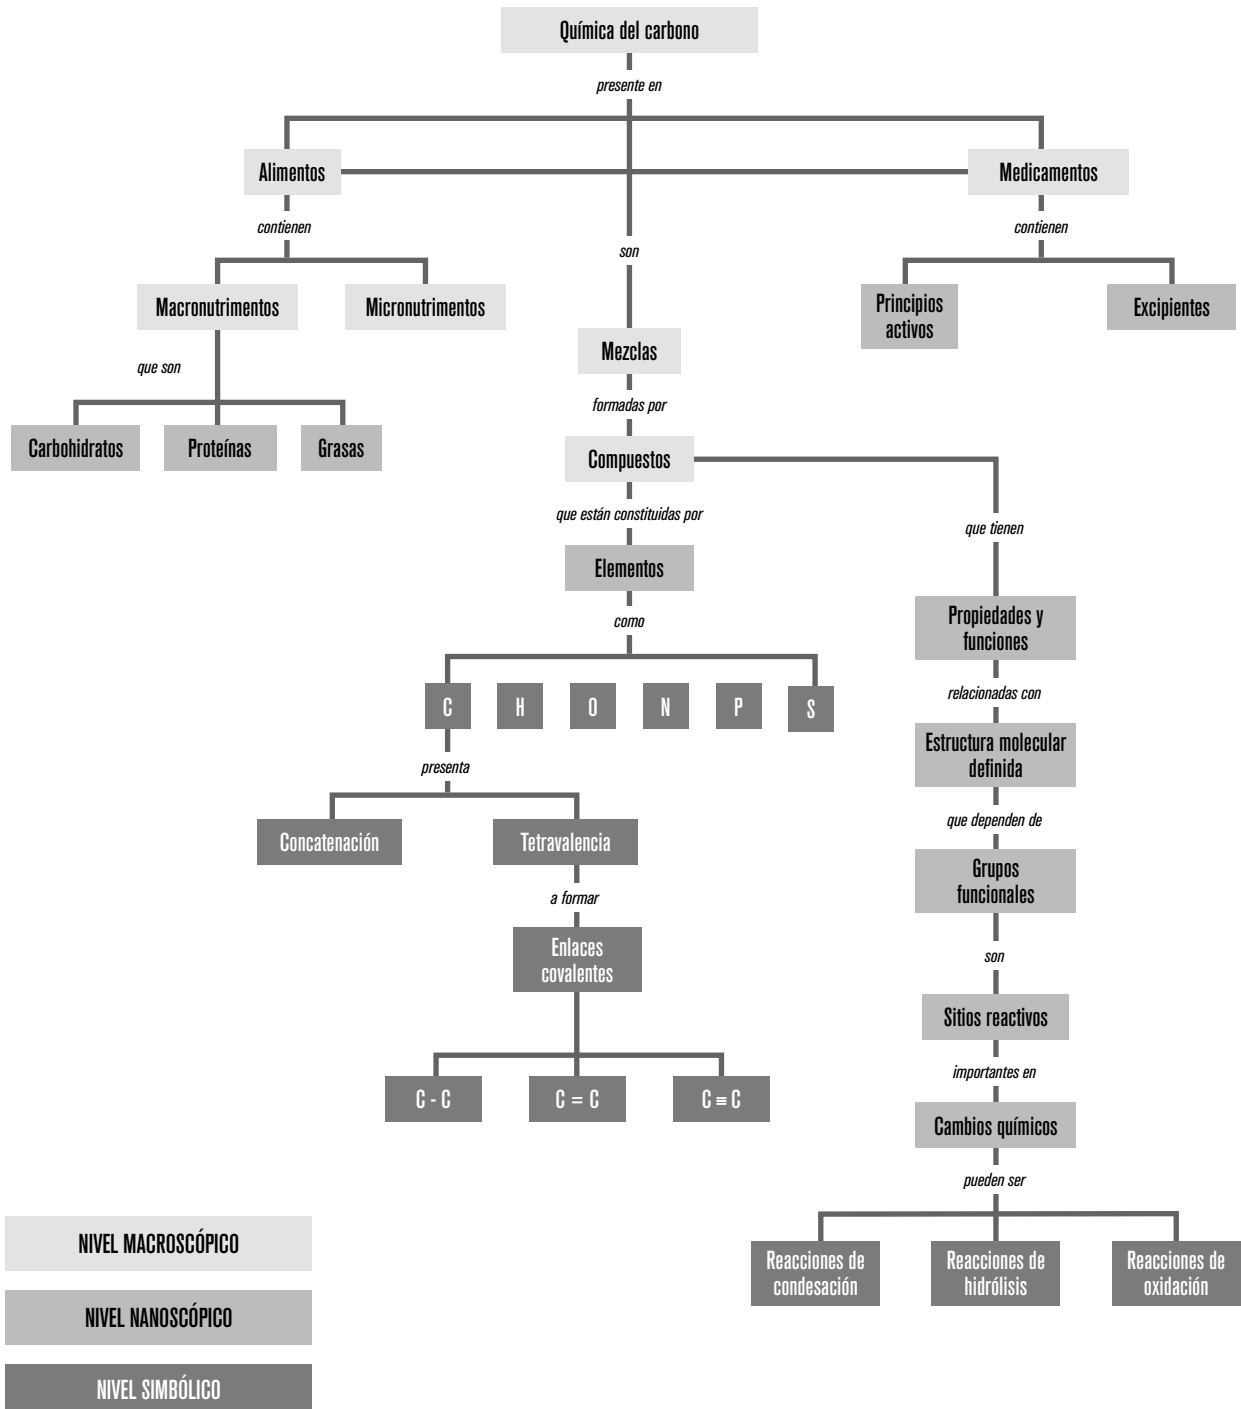 Química del carbono
presente en
Alimentos
Medicamentos
contienen
contienen
son
Macronutrimentos
Micronutrimentos
Principios
activos
Excipientes
Mezclas
que son
formadas por
Carbohidratos
Proteínas
Grasas
Compuestos
que están constituidas por
que tienen
Elementos
como
Propiedades y
funciones
relacionadas con
C
H
O
N
P
S
Estructura molecular
definida
presenta
que dependen de
Concatenación
Tetravalencia
Grupos
funcionales
a formar
Enlaces
covalentes
son
Sitios reactivos
importantes en
C - C
C = C
C ≡ C
Cambios químicos
pueden ser
Reacciones de
condesación
Reacciones de
hidrólisis
Reacciones de
oxidación
NIVEL MACROSCÓPICO
NIVEL NANOSCÓPICO
NIVEL SIMBÓLICO